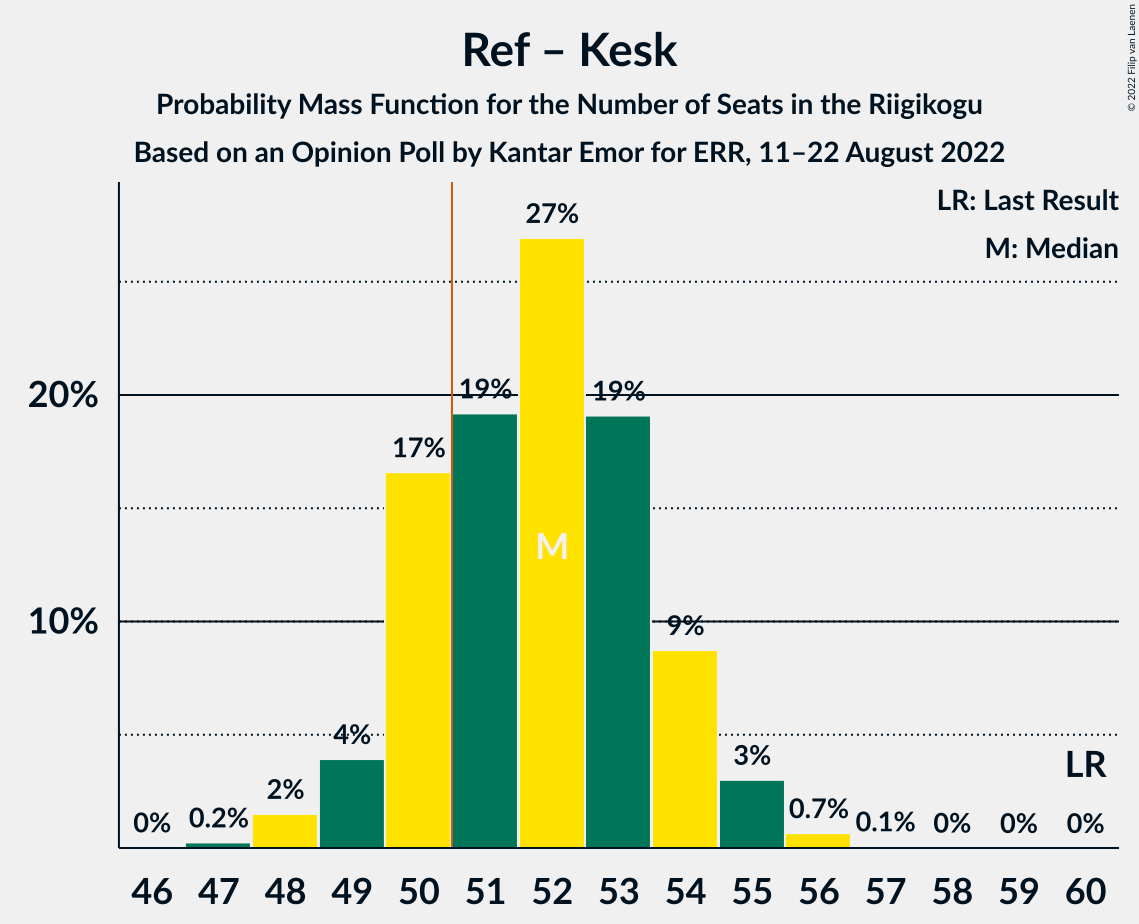 Ref – Kesk
Probability Mass Function for the Number of Seats in the Riigikogu
Based on an Opinion Poll by Kantar Emor for ERR, 11–22 August 2022
© 2022 Filip van Laenen
LR: Last Result
M: Median
20%
10%
0%
0.2%
2%
4%
17%
19%
27%
19%
9%
3%
0.7%
0.1%
0%
0%
0%
M
LR
46 47 48 49 50 51 52 53 54 55 56 57 58 59 60